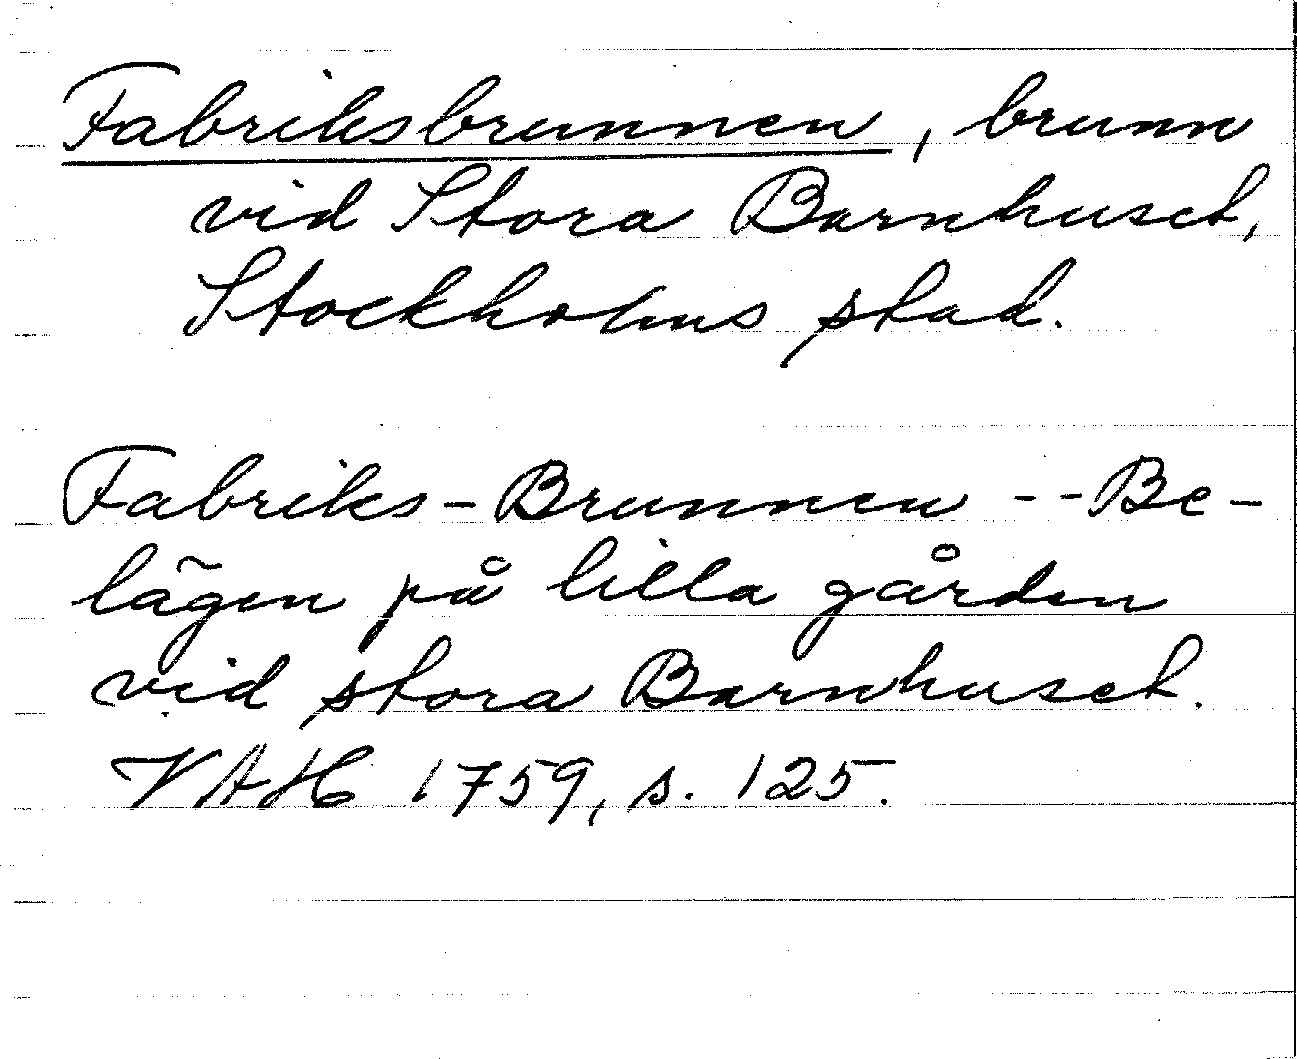 Fabriksbrunnen, brunn
vid Stora Barnhuset,
Stockholms stad.
Fabriks-Brunnen -- Be-
lägen på lilla gården
vid stora Barnhuset.
VAH 1759, s. 125.